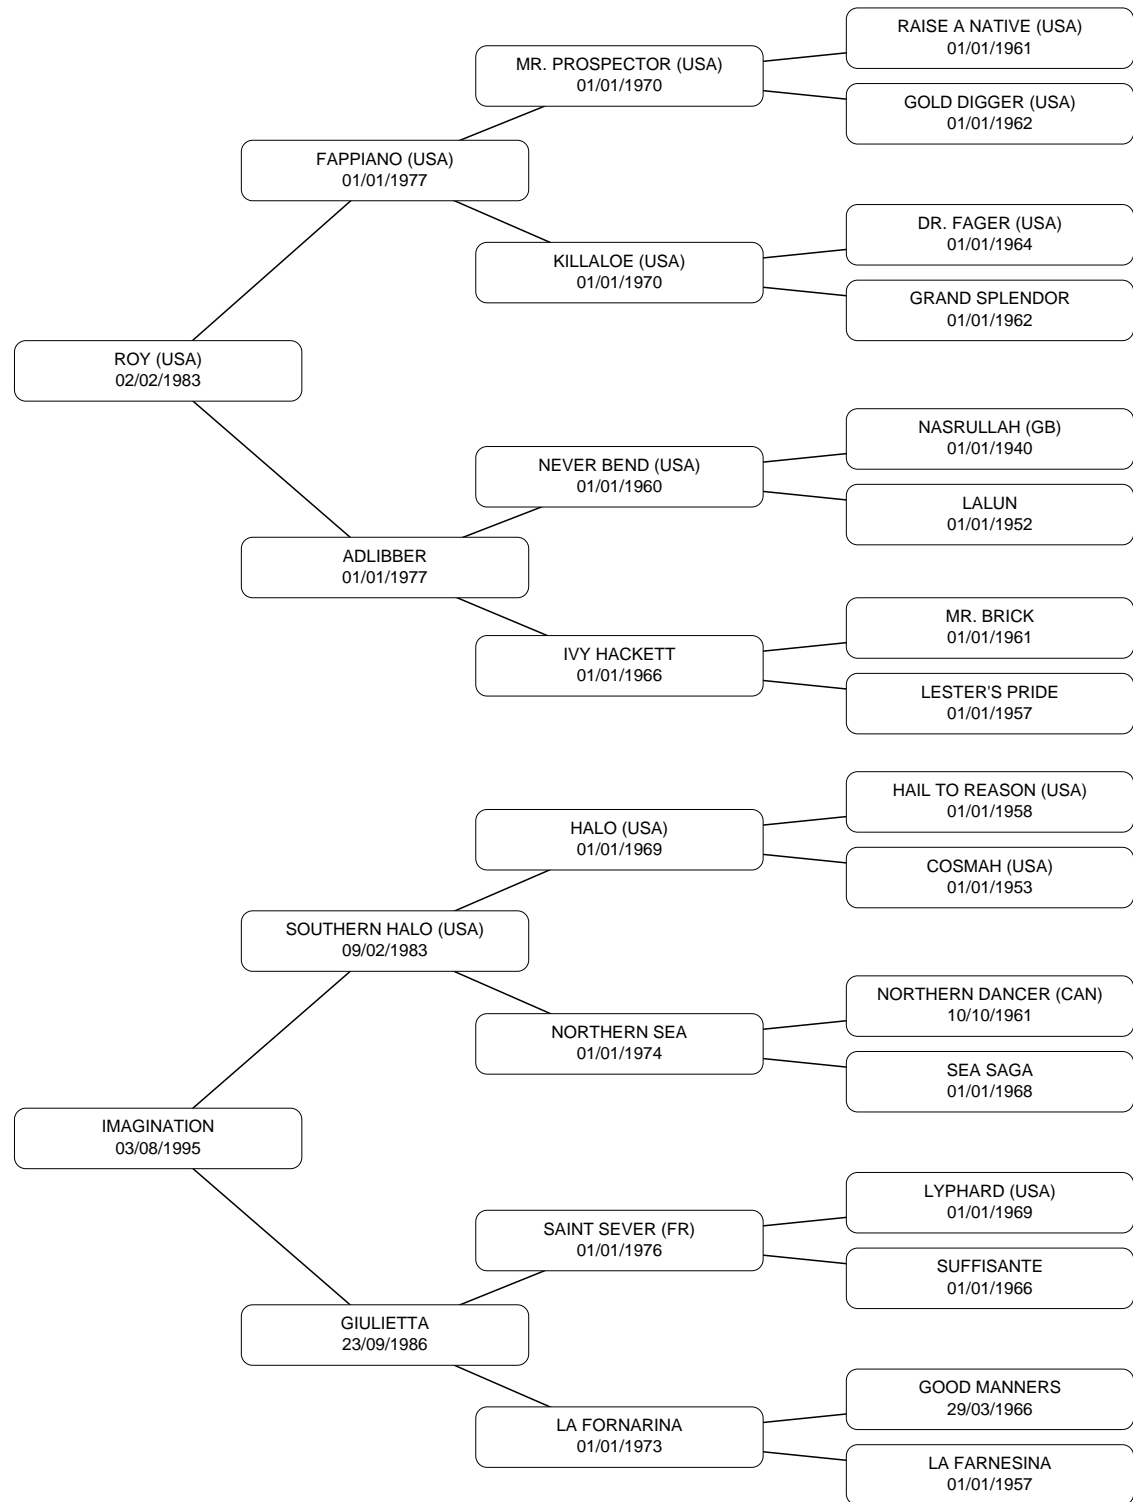 RAISE A NATIVE (USA)
01/01/1961
MR. PROSPECTOR (USA)
01/01/1970
GOLD DIGGER (USA)
01/01/1962
FAPPIANO (USA)
01/01/1977
DR. FAGER (USA)
01/01/1964
KILLALOE (USA)
01/01/1970
GRAND SPLENDOR
01/01/1962
ROY (USA)
02/02/1983
NASRULLAH (GB)
01/01/1940
NEVER BEND (USA)
01/01/1960
LALUN
01/01/1952
ADLIBBER
01/01/1977
MR. BRICK
01/01/1961
IVY HACKETT
01/01/1966
LESTER'S PRIDE
01/01/1957
HAIL TO REASON (USA)
01/01/1958
HALO (USA)
01/01/1969
COSMAH (USA)
01/01/1953
SOUTHERN HALO (USA)
09/02/1983
NORTHERN DANCER (CAN)
10/10/1961
NORTHERN SEA
01/01/1974
SEA SAGA
01/01/1968
IMAGINATION
03/08/1995
LYPHARD (USA)
01/01/1969
SAINT SEVER (FR)
01/01/1976
SUFFISANTE
01/01/1966
GIULIETTA
23/09/1986
GOOD MANNERS
29/03/1966
LA FORNARINA
01/01/1973
LA FARNESINA
01/01/1957